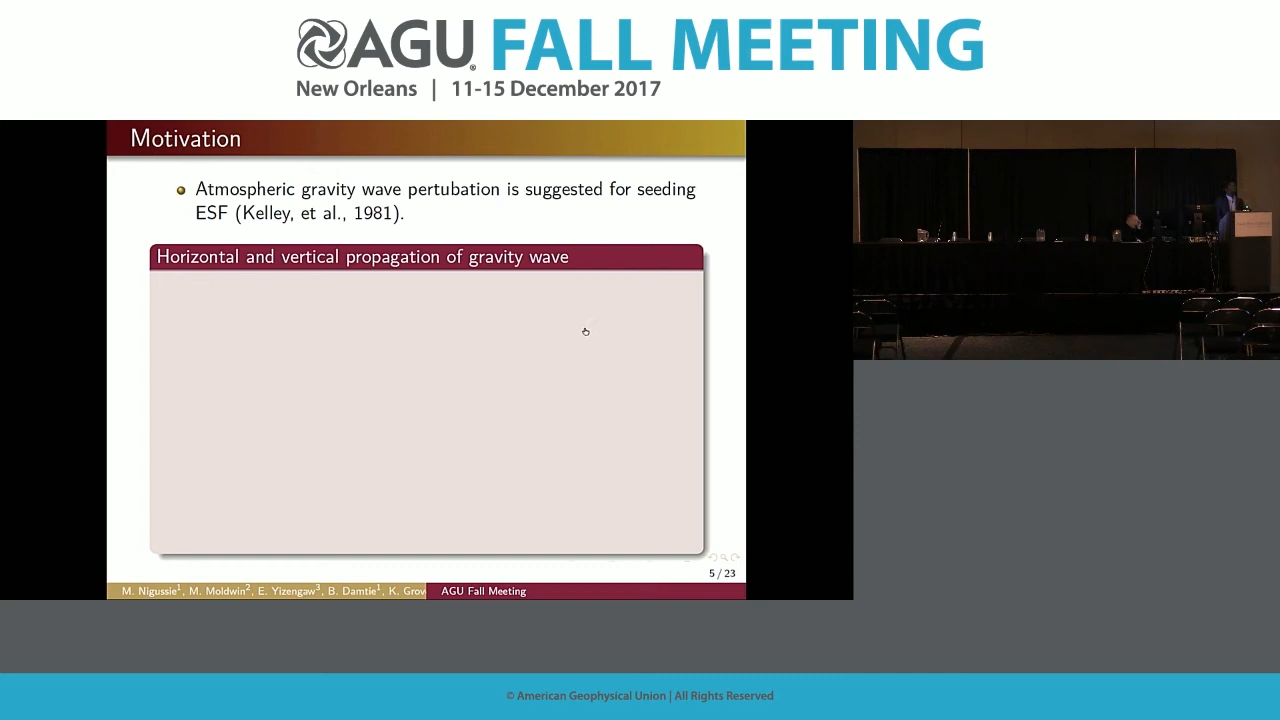 AGU FALL MEETING
New Orleans | 11-15 December 2017
Motivation
Atmospheric gravity wave pertubation is suggested for seeding
ESF (Kelley, et al., 1981).
Horizontal and vertical propagation of gravity wave
5 / 23
M. Nigussie1, M. Moldwin2, E. Yizengaw3, B. Damtie1, K. Grov
AGU Fall Meeting
© American Geophysical Union | All Rights Reserved